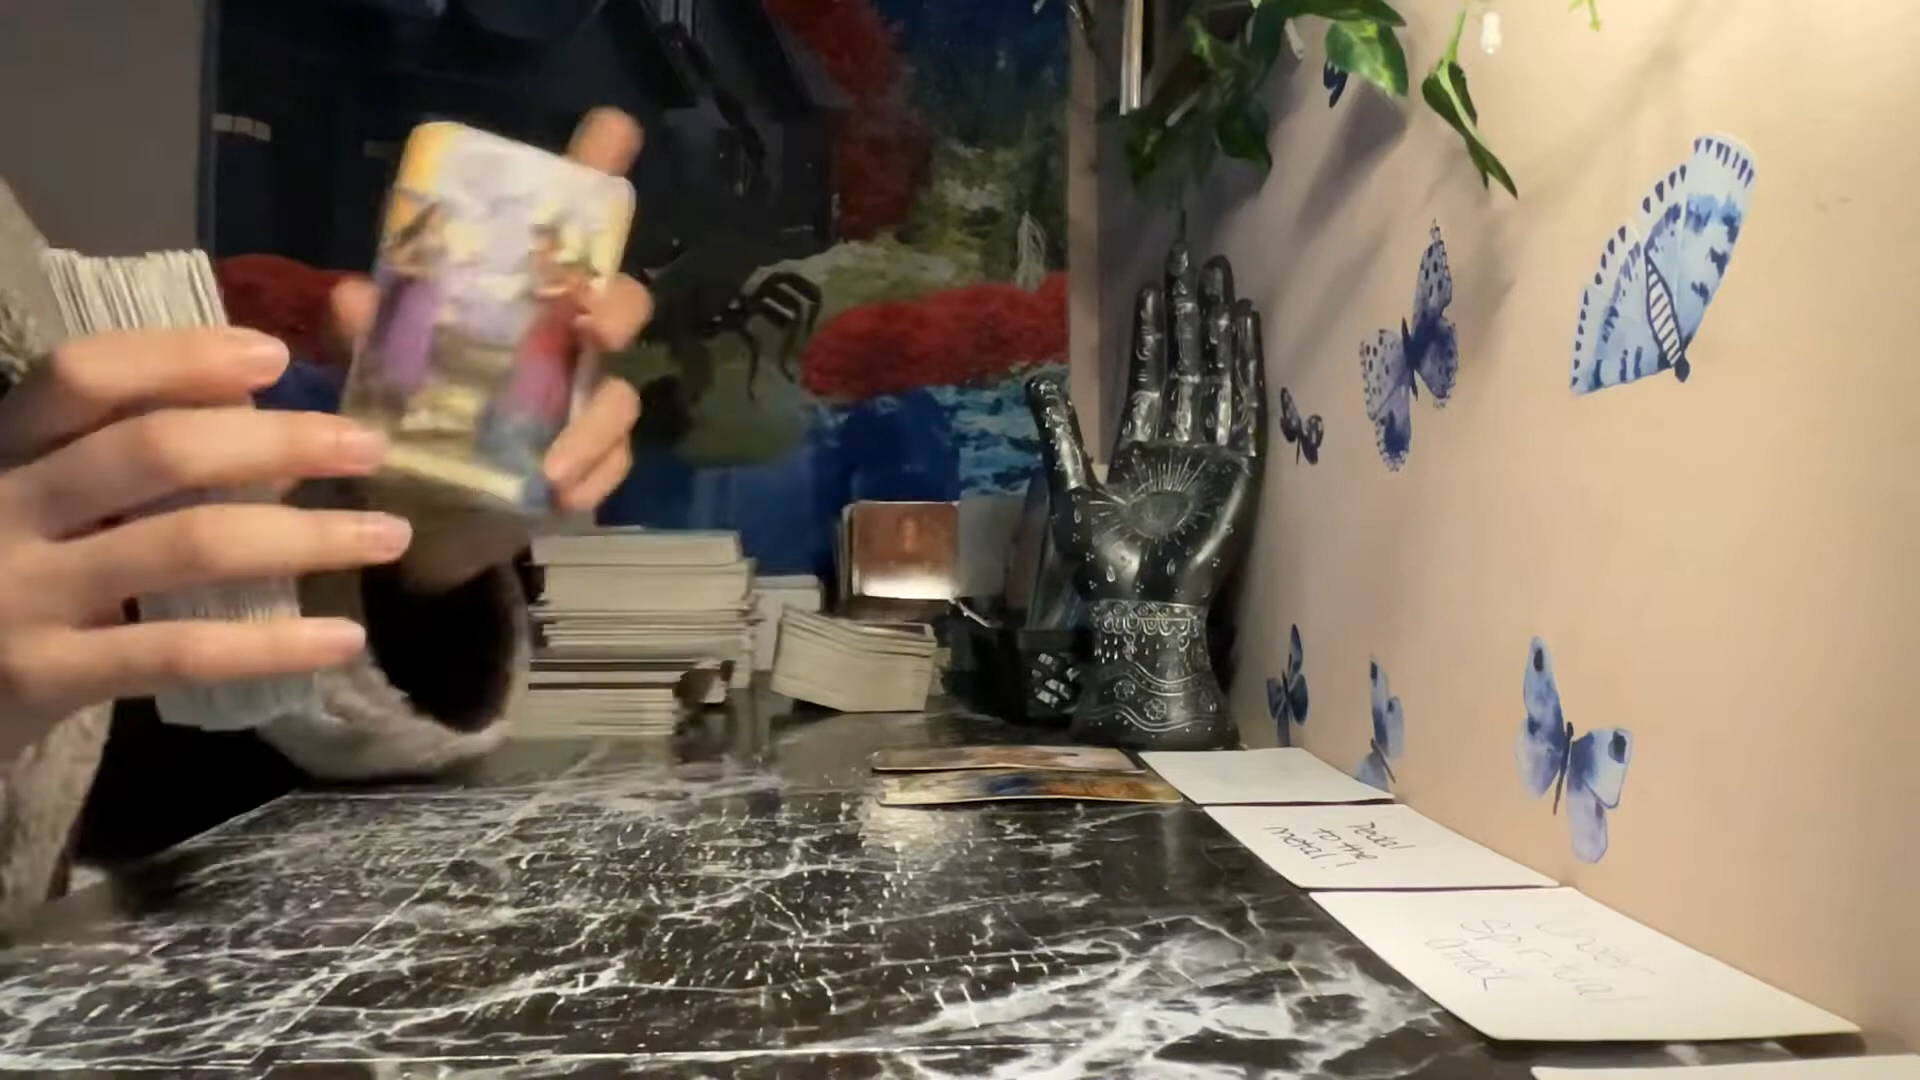 Pedal
to the
metal!!
Under
Spiritual
Attack